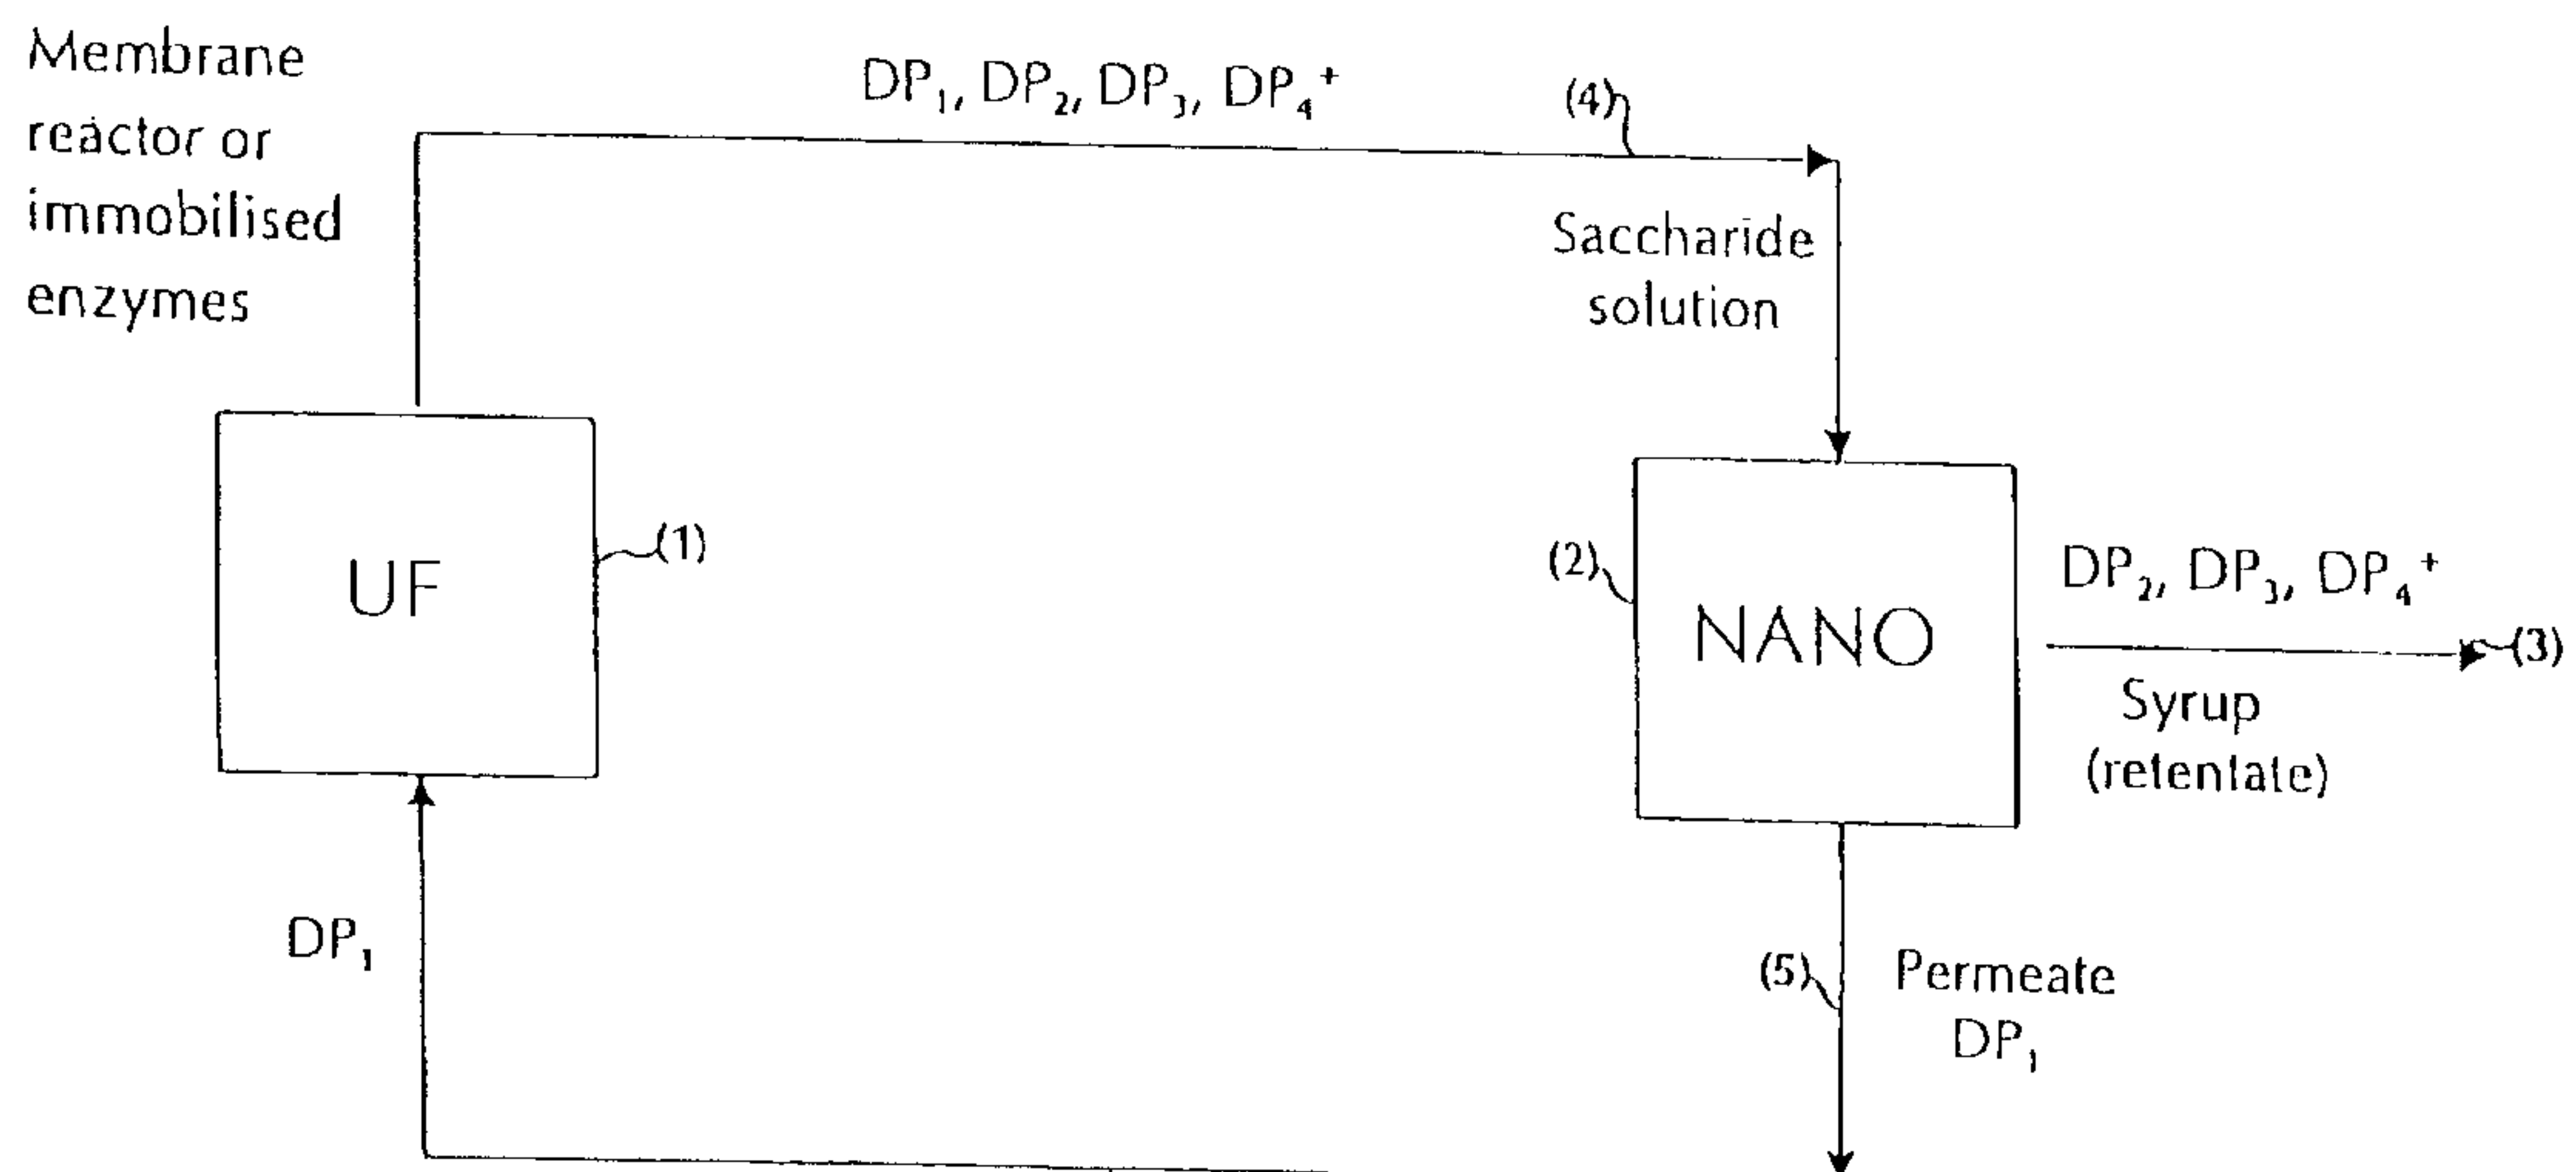 Membrane
reactor or
immobilised
enzymes
DP₁, DP₂, DP₃, DP₄⁺
(4)
Saccharide
solution
UF
(1)
(2)
NANO
DP₂, DP₃, DP₄⁺
(3)
Syrup
(retentate)
DP₁
(5)
Permeate
DP₁